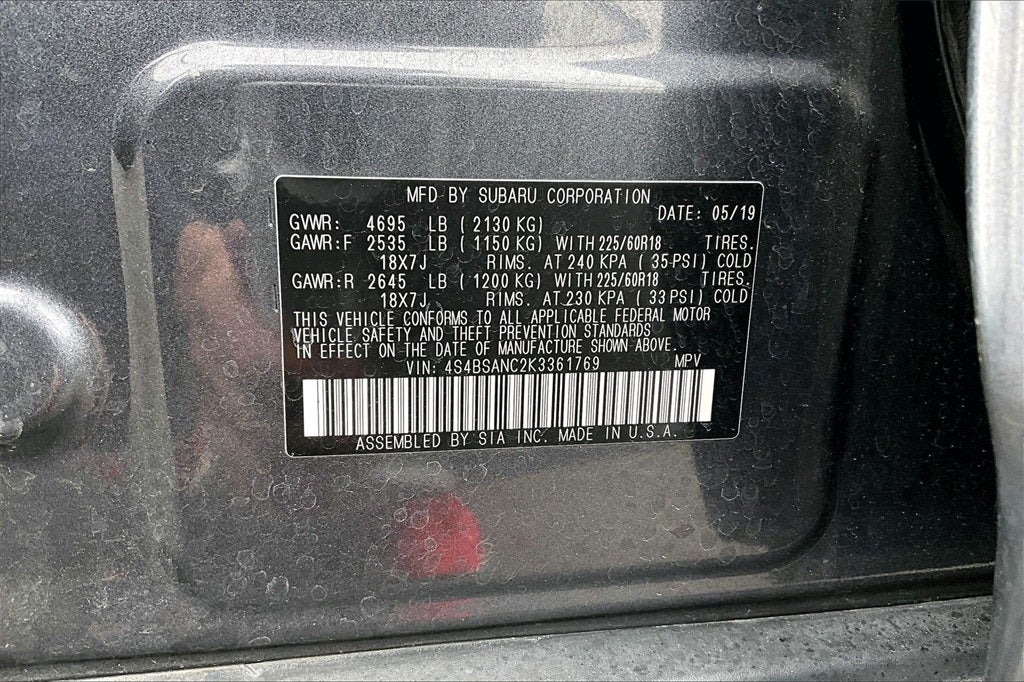 MFD BY SUBARU CORPORATION
DATE: 05/19
GVWR: 4695 LB ( 2130 KG)
GAWR:F 2535 LB ( 1150 KG) WITH 225/60R18 TIRES.
18X7J RIMS. AT 240 KPA ( 35 PSI) COLD
GAWR:R 2645 LB ( 1200 KG) WITH 225/60R18 TIRES.
18X7J RIMS. AT 230 KPA ( 33 PSI) COLD
THIS VEHICLE CONFORMS TO ALL APPLICABLE FEDERAL MOTOR
VEHICLE SAFETY AND THEFT PREVENTION STANDARDS
IN EFFECT ON THE DATE OF MANUFACTURE SHOWN ABOVE.
VIN: 4S4BSANC2K3361769 MPV
ASSEMBLED BY SIA INC. MADE IN U.S.A.